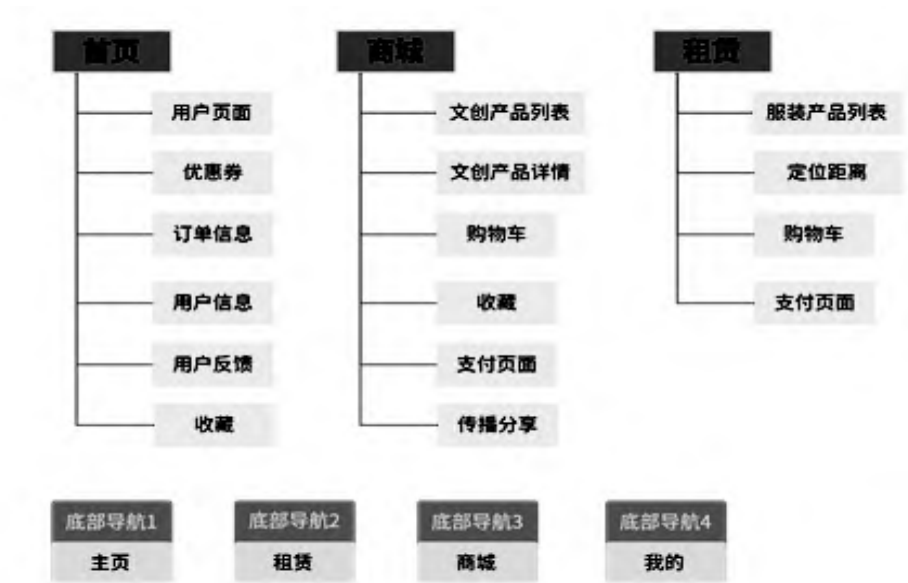 首页
用户页面
优惠券
订单信息
用户信息
用户反馈
收藏
商城
文创产品列表
文创产品详情
购物车
收藏
支付页面
传播分享
租赁
服装产品列表
定位距离
购物车
支付页面
底部导航1
主页
底部导航2
租赁
底部导航3
商城
底部导航4
我的